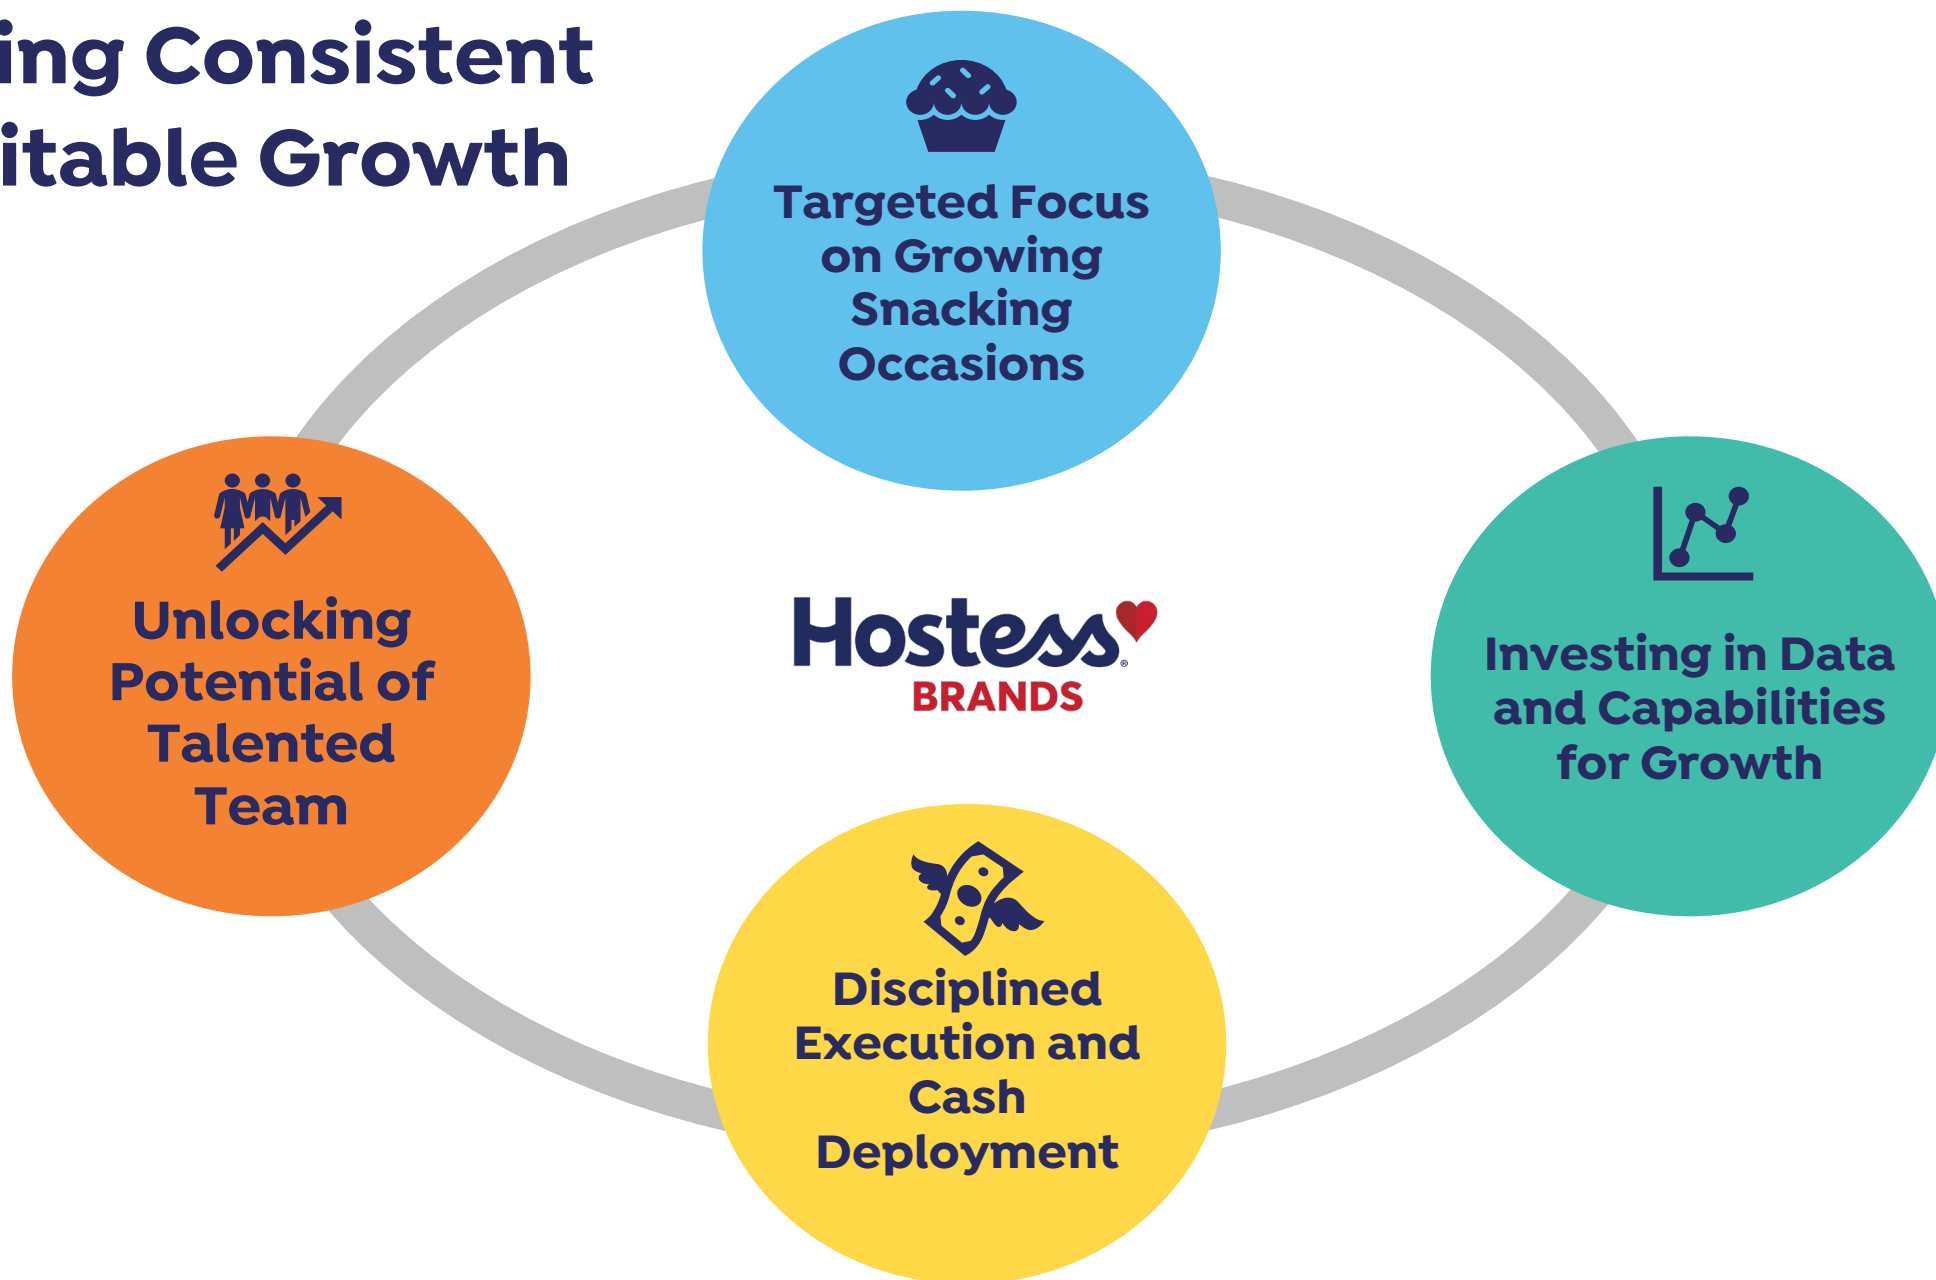 ing Consistent
itable Growth
Targeted Focus
on Growing
Snacking
Occasions
Unlocking
Potential of
Talented
Team
Hostess®
BRANDS
Investing in Data
and Capabilities
for Growth
Disciplined
Execution and
Cash
Deployment